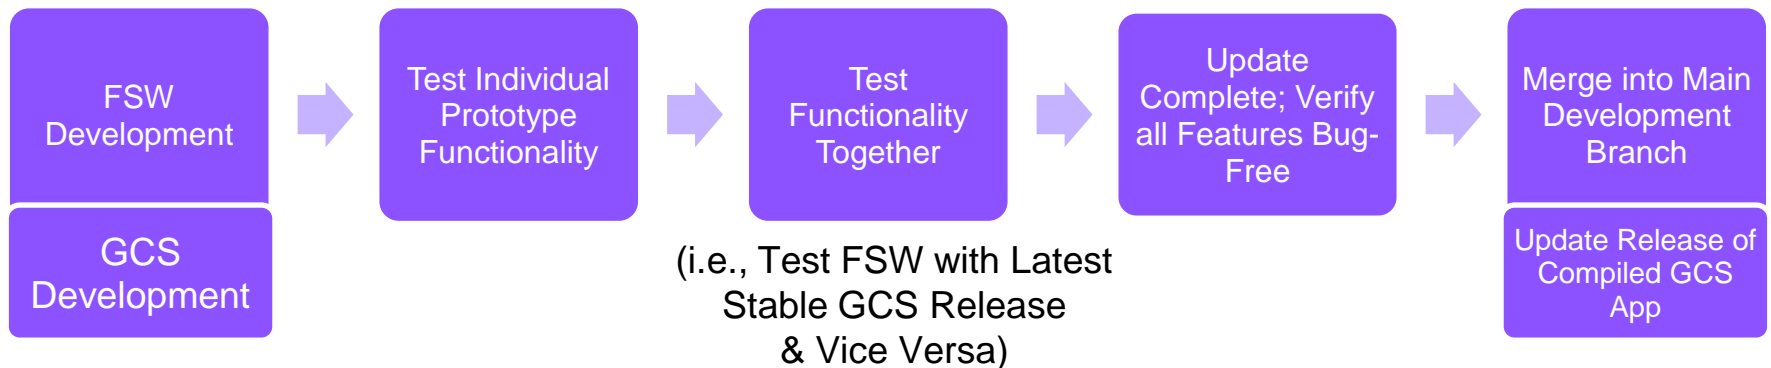 FSW
Development
GCS
Development
Test Individual
Prototype
Functionality
Test
Functionality
Together
(i.e., Test FSW with Latest
Stable GCS Release
& Vice Versa)
Update
Complete; Verify
all Features Bug-
Free
Merge into Main
Development
Branch
Update Release of
Compiled GCS
App